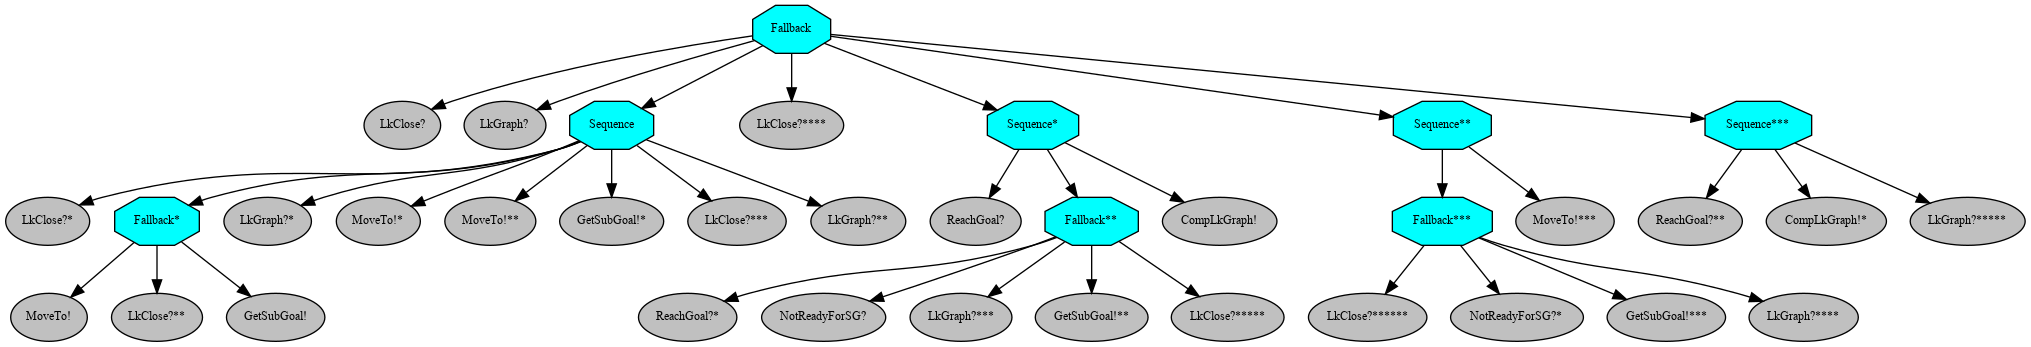 Fallback
LkClose?
LkGraph?
Sequence
LkClose?****
Sequence*
Sequence**
Sequence***
LkClose?*
Fallback*
LkGraph?*
MoveTo!*
MoveTo!**
GetSubGoal!*
LkClose?***
LkGraph?**
ReachGoal?
Fallback**
CompLkGraph!
Fallback***
MoveTo!***
ReachGoal?**
CompLkGraph!*
LkGraph?*****
MoveTo!
LkClose?**
GetSubGoal!
ReachGoal?*
NotReadyForSG?
LkGraph?***
GetSubGoal!**
LkClose?*****
LkClose?******
NotReadyForSG?*
GetSubGoal!***
LkGraph?****